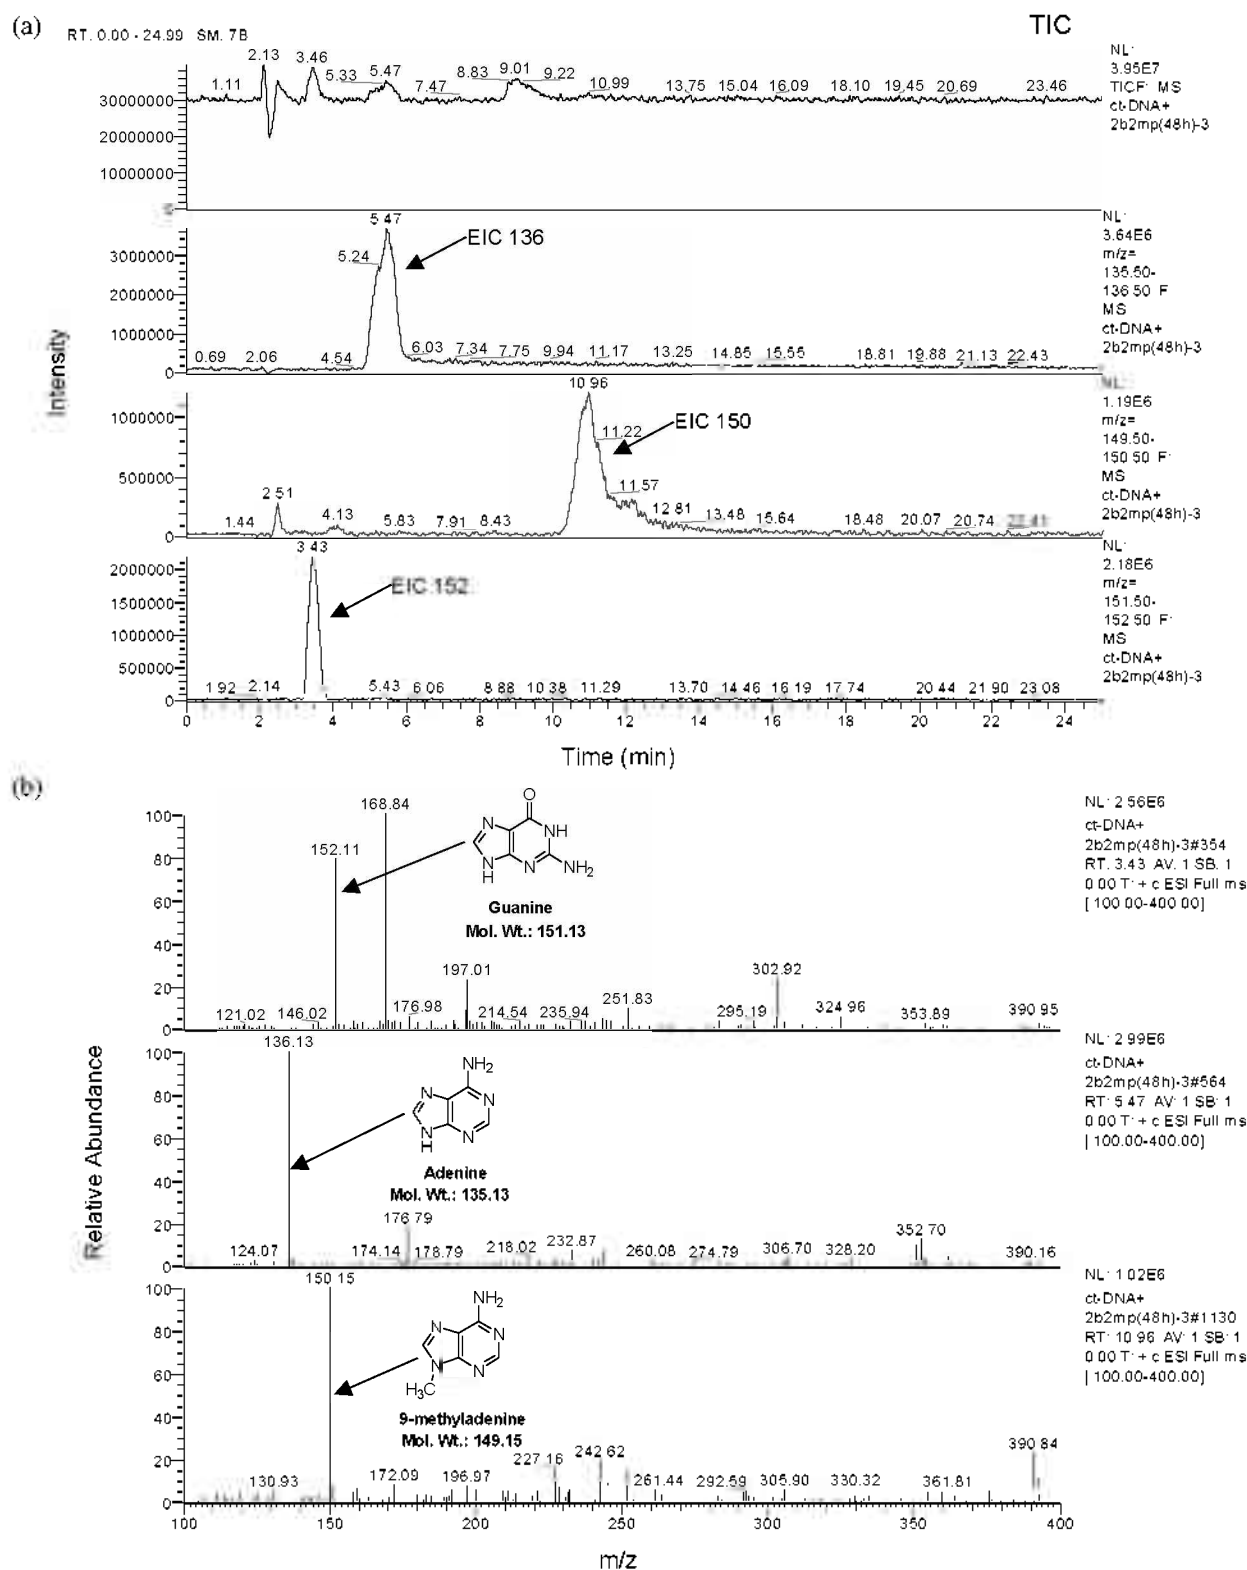 (a)
RT. 0.00 - 24.99 SM. 7B
TIC
2.13 3.46 5.33 5.47 7.47 8.83 9.01 9.22 10.99 13.75 15.04 16.09 18.10 19.45 20.69 23.46
1.11
30000000
20000000
10000000
NL:
3.95E7
TICF: MS
ct-DNA+
2b2mp(48h)-3
5.47
EIC 136
5.24
3000000
2000000
1000000
0
0.69 2.06 4.54 6.03 7.34 7.75 9.94 11.17 13.25 14.85 15.55 18.81 19.88 21.13 22.43
NL:
3.64E6
m/z=
135.50-
136.50 F
MS
ct-DNA+
2b2mp(48h)-3
10.96
EIC 150
11.22
11.57
1000000
500000
0
2.51
1.44 4.13 5.83 7.91 8.43 12.81 13.48 15.64 18.48 20.07 20.74
NL:
1.19E6
m/z=
149.50-
150.50 F:
MS
ct-DNA+
2b2mp(48h)-3
3.43
EIC 152
2000000
1500000
1000000
500000
0
1.92 2.14 5.43 6.06 8.88 10.38 11.29 13.70 14.46 16.19 17.74 20.44 21.90 23.08
NL:
2.18E6
m/z=
151.50-
152.50 F:
MS
ct-DNA+
2b2mp(48h)-3
0 2 4 6 8 10 12 14 16 18 20 22 24
Time (min)
Intensity
(b)
168.84
152.11
100
80
60
40
20
0
O
N
NH
N
H
N
NH₂
Guanine
Mol. Wt.: 151.13
121.02 146.02 176.98 197.01 214.54 235.94 251.83 295.19 302.92 324.96 353.89 390.95
NL: 2.56E6
ct-DNA+
2b2mp(48h)-3#354
RT. 3.43 AV. 1 SB. 1
0.00 T: + c ESI Full ms
[ 100.00-400.00]
136.13
100
80
60
40
20
0
NH₂
N
N
N
H
N
Adenine
Mol. Wt.: 135.13
124.07 174.14 176.79 178.79 218.02 232.87 260.08 274.79 306.70 328.20 352.70 390.16
NL: 2.99E6
ct-DNA+
2b2mp(48h)-3#564
RT: 5.47 AV: 1 SB: 1
0.00 T: + c ESI Full ms
[ 100.00-400.00]
150.15
100
80
60
40
20
0
NH₂
N
N
N
N
H₃C
9-methyladenine
Mol. Wt.: 149.15
130.93 172.09 196.97 227.16 242.62 261.44 292.59 305.90 330.32 361.81 390.84
NL: 1.02E6
ct-DNA+
2b2mp(48h)-3#1130
RT: 10.96 AV: 1 SB: 1
0.00 T: + c ESI Full ms
[ 100.00-400.00]
100 150 200 250 300 350 400
m/z
Relative Abundance